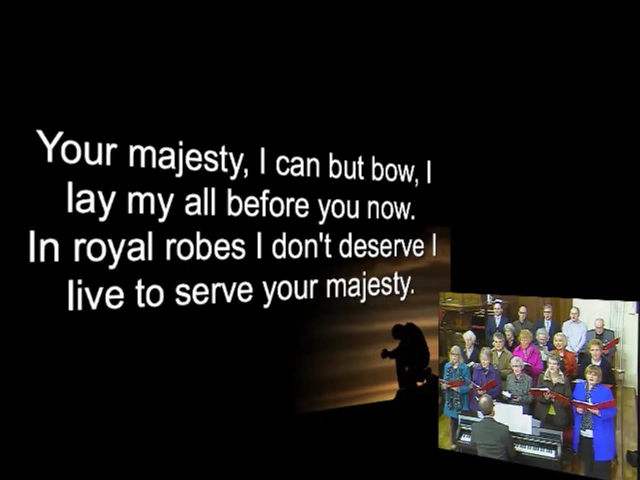 Your majesty, I can but bow, I
lay my all before you now.
In royal robes I don't deserve I
live to serve your majesty.